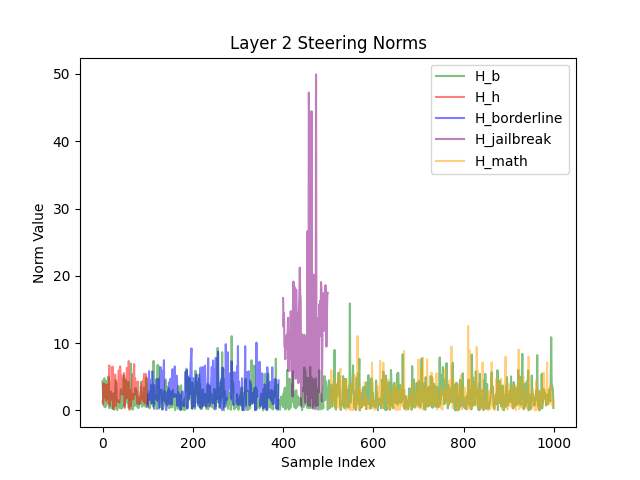 Layer 2 Steering Norms
50
40
30
20
10
0
Norm Value
H_b
H_h
H_borderline
H_jailbreak
H_math
0 200 400 600 800 1000
Sample Index